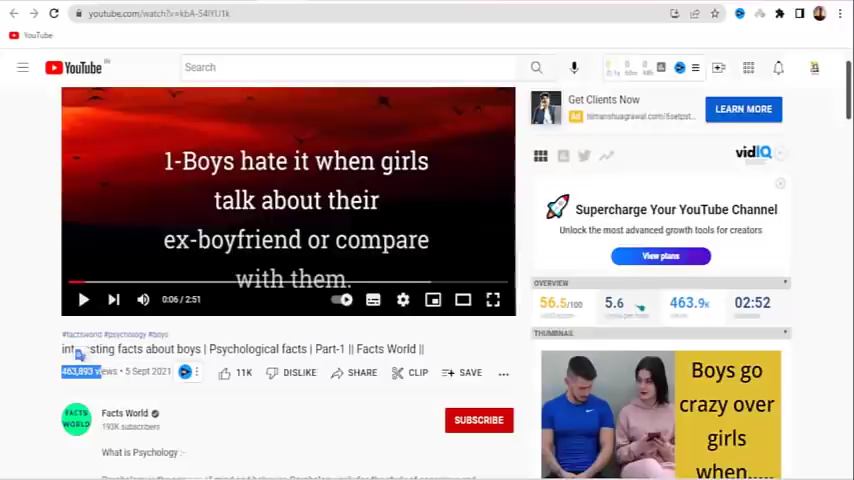 youtube.com/watch?v=kbA-S4lYU1k
YouTube
YouTube IN
Search
1-Boys hate it when girls
talk about their
ex-boyfriend or compare
with them.
0:06 / 2:51
#factsworld #psychology #boys
interesting facts about boys | Psychological facts | Part-1 || Facts World ||
463,893 views • 5 Sept 2021
11K
DISLIKE
SHARE
CLIP
SAVE
FACTS
WORLD
Facts World
193K subscribers
SUBSCRIBE
What is Psychology :-
Get Clients Now
Ad
LEARN MORE
vidIQ
Supercharge Your YouTube Channel
Unlock the most advanced growth tools for creators
View plans
OVERVIEW
56.5/100
5.6
463.9k
02:52
THUMBNAIL
Boys go
crazy over
girls
when.....